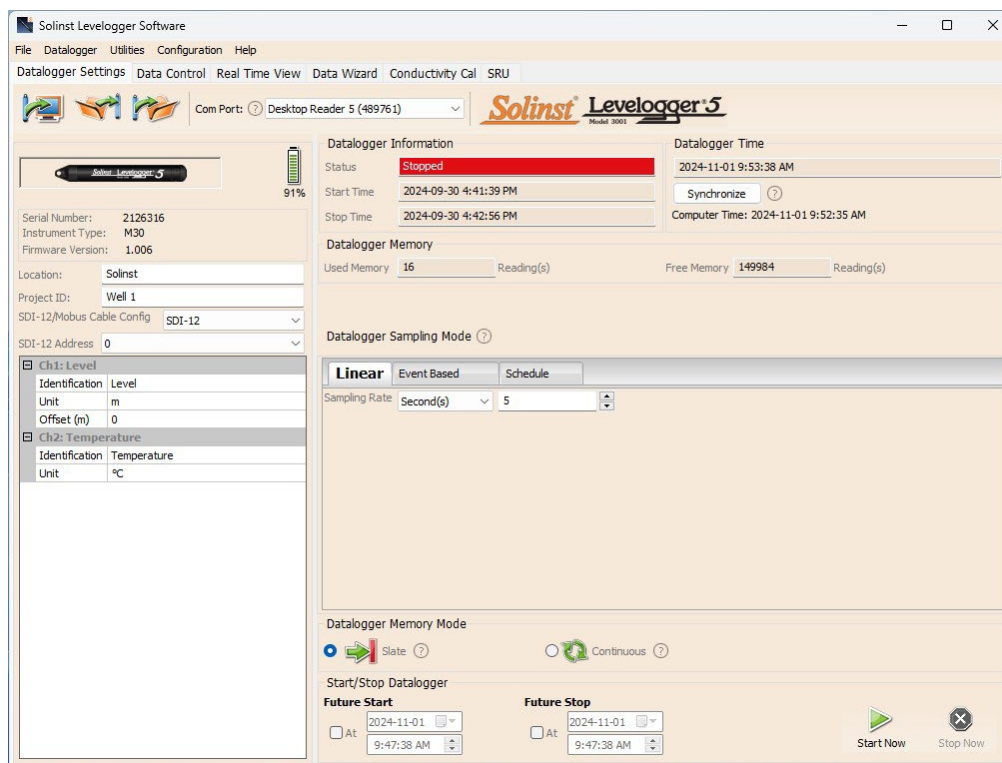 Solinst Levelogger Software
File Datalogger Utilities Configuration Help
Datalogger Settings Data Control Real Time View Data Wizard Conductivity Cal SRU
Com Port: ? Desktop Reader 5 (489761)
Solinst Levelogger 5
Model 3001
Solinst Levelogger 5
91%
Serial Number: 2126316
Instrument Type: M30
Firmware Version: 1.006
Location: Solinst
Project ID: Well 1
SDI-12/Mobus Cable Config SDI-12
SDI-12 Address 0
Ch1: Level
Identification Level
Unit m
Offset (m) 0
Ch2: Temperature
Identification Temperature
Unit ºC
Datalogger Information
Status Stopped
Start Time 2024-09-30 4:41:39 PM
Stop Time 2024-09-30 4:42:56 PM
Datalogger Time
2024-11-01 9:53:38 AM
Synchronize ?
Computer Time: 2024-11-01 9:52:35 AM
Datalogger Memory
Used Memory 16 Reading(s) Free Memory 149984 Reading(s)
Datalogger Sampling Mode ?
Linear Event Based Schedule
Sampling Rate Second(s) 5
Datalogger Memory Mode
Slate ? Continuous ?
Start/Stop Datalogger
Future Start
At 2024-11-01
9:47:38 AM
Future Stop
At 2024-11-01
9:47:38 AM
Start Now Stop Now